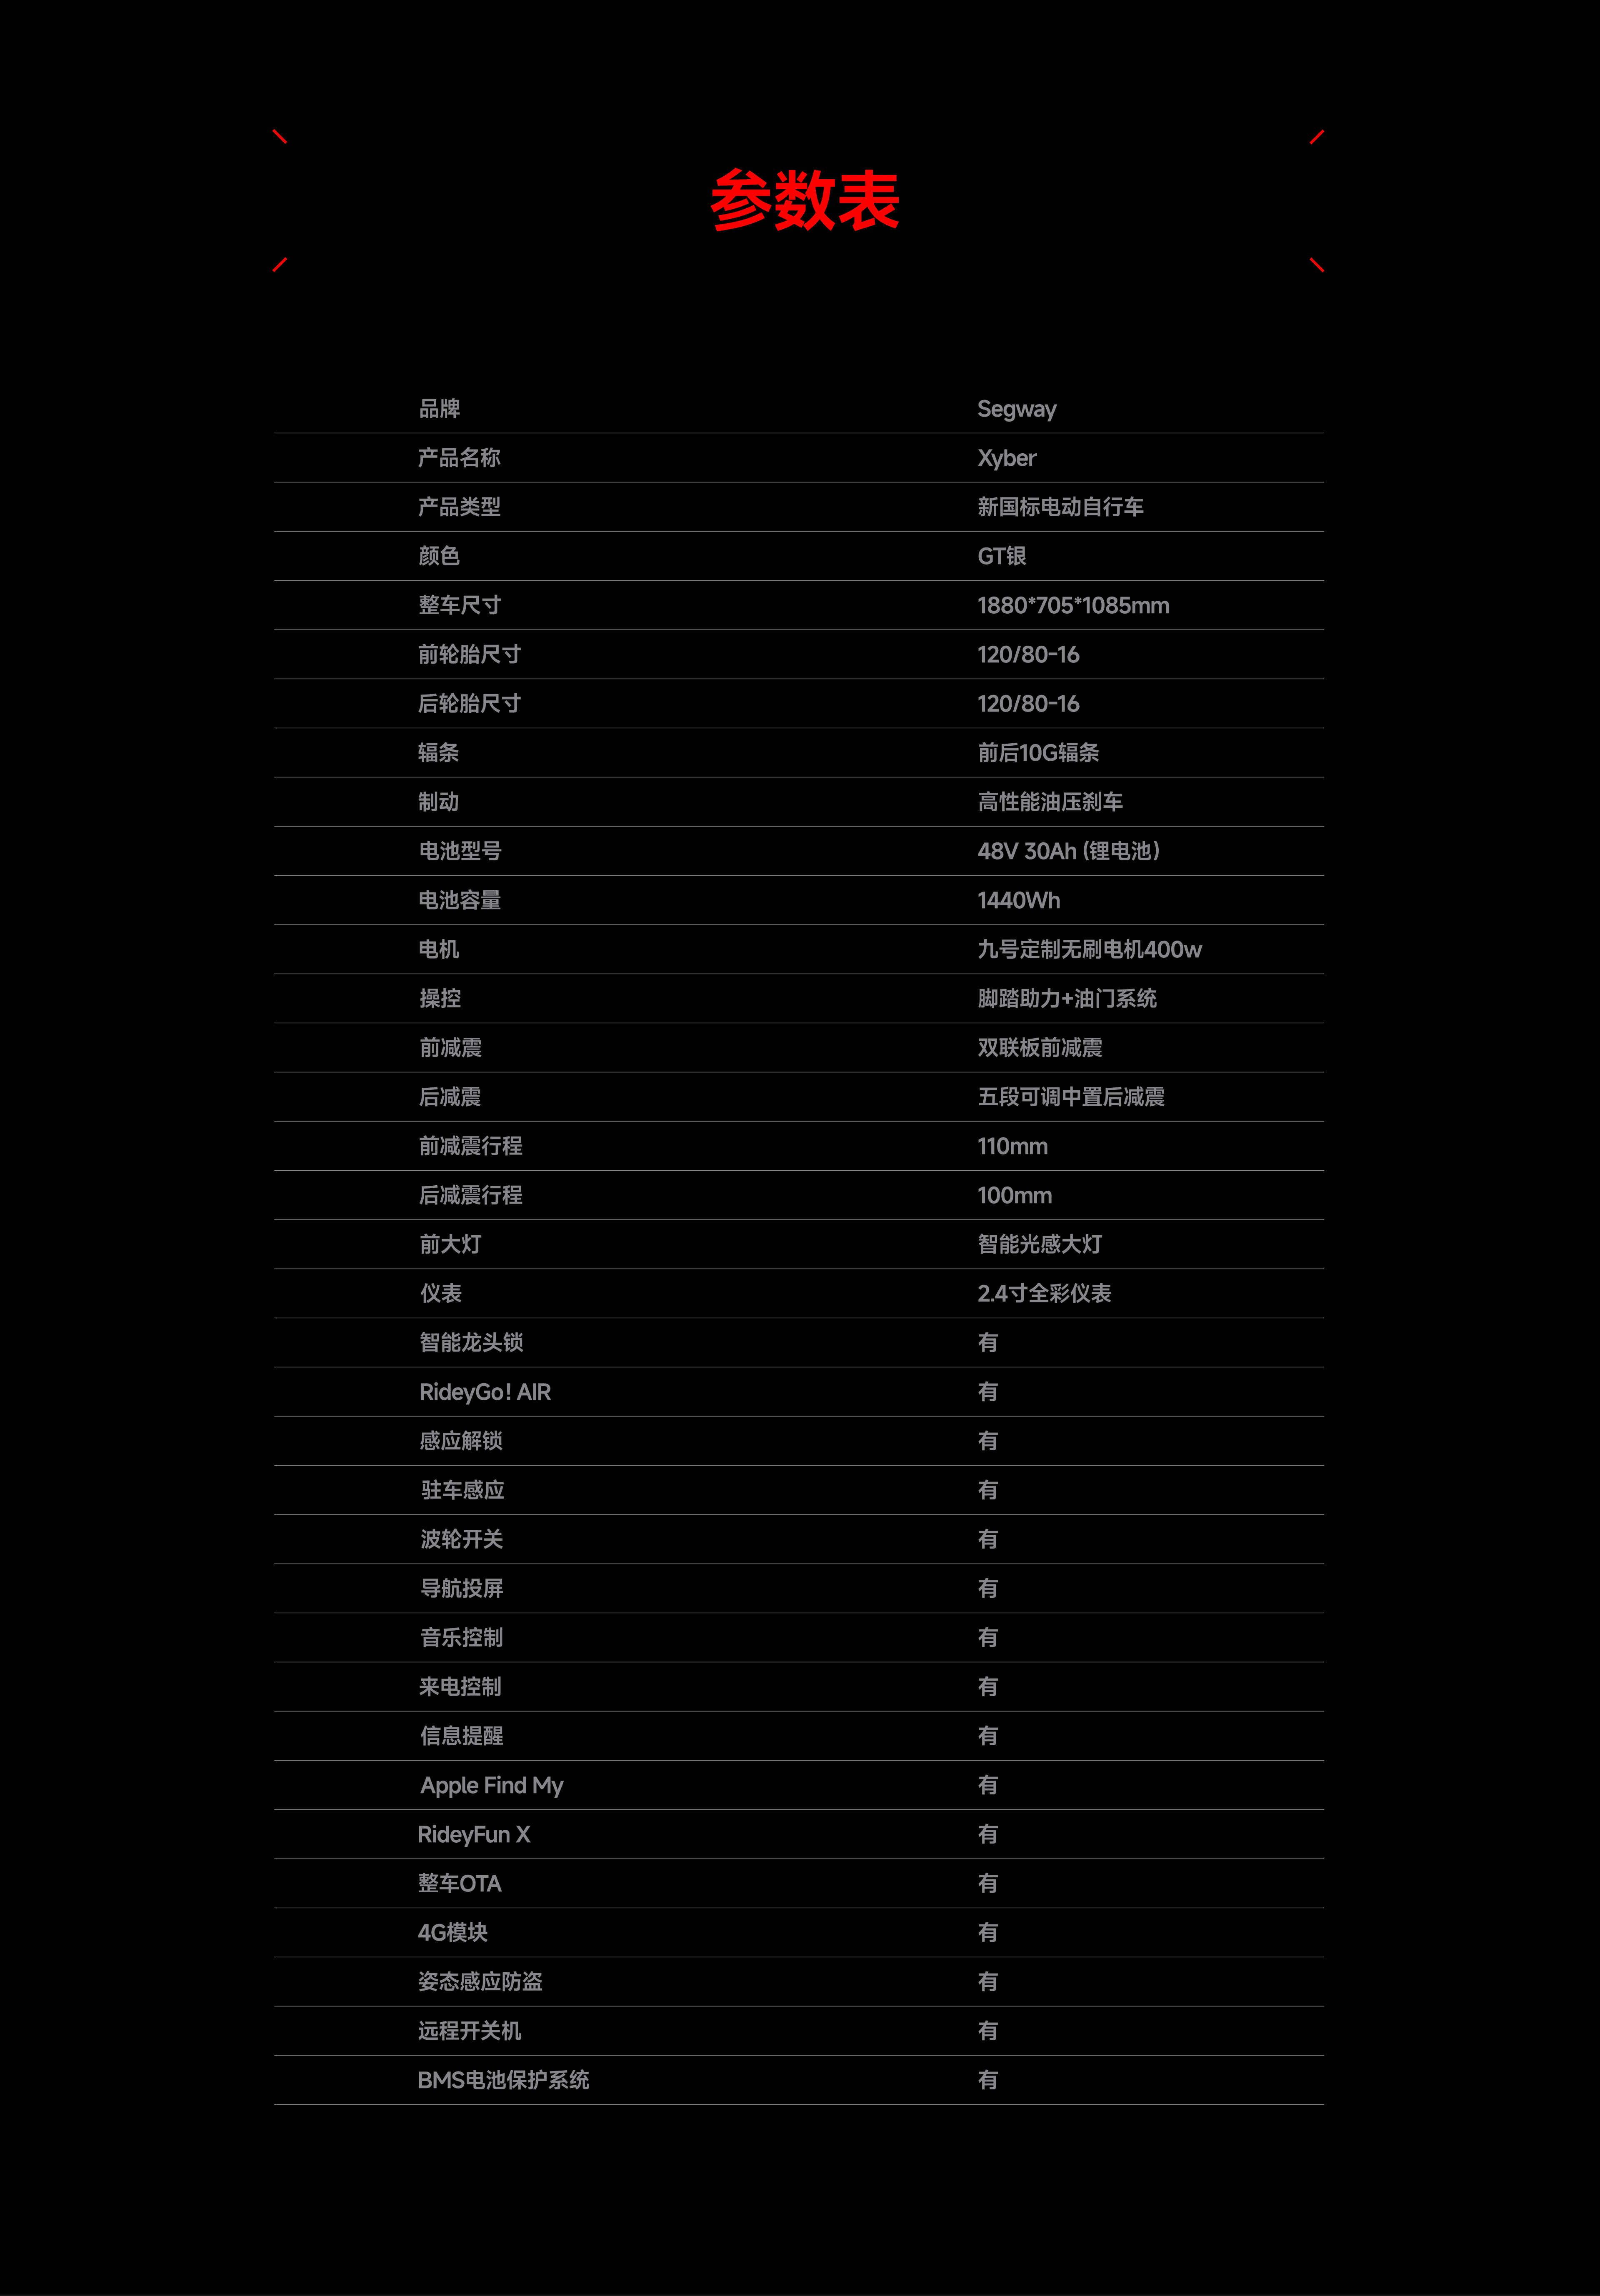 参数表
品牌 Segway
产品名称 Xyber
产品类型 新国标电动自行车
颜色 GT银
整车尺寸 1880*705*1085mm
前轮胎尺寸 120/80-16
后轮胎尺寸 120/80-16
辐条 前后10G辐条
制动 高性能油压刹车
电池型号 48V 30Ah (锂电池)
电池容量 1440Wh
电机 九号定制无刷电机400w
操控 脚踏助力+油门系统
前减震 双联板前减震
后减震 五段可调中置后减震
前减震行程 110mm
后减震行程 100mm
前大灯 智能光感大灯
仪表 2.4寸全彩仪表
智能龙头锁 有
RideyGo! AIR 有
感应解锁 有
驻车感应 有
波轮开关 有
导航投屏 有
音乐控制 有
来电控制 有
信息提醒 有
Apple Find My 有
RideyFun X 有
整车OTA 有
4G模块 有
姿态感应防盗 有
远程开关机 有
BMS电池保护系统 有